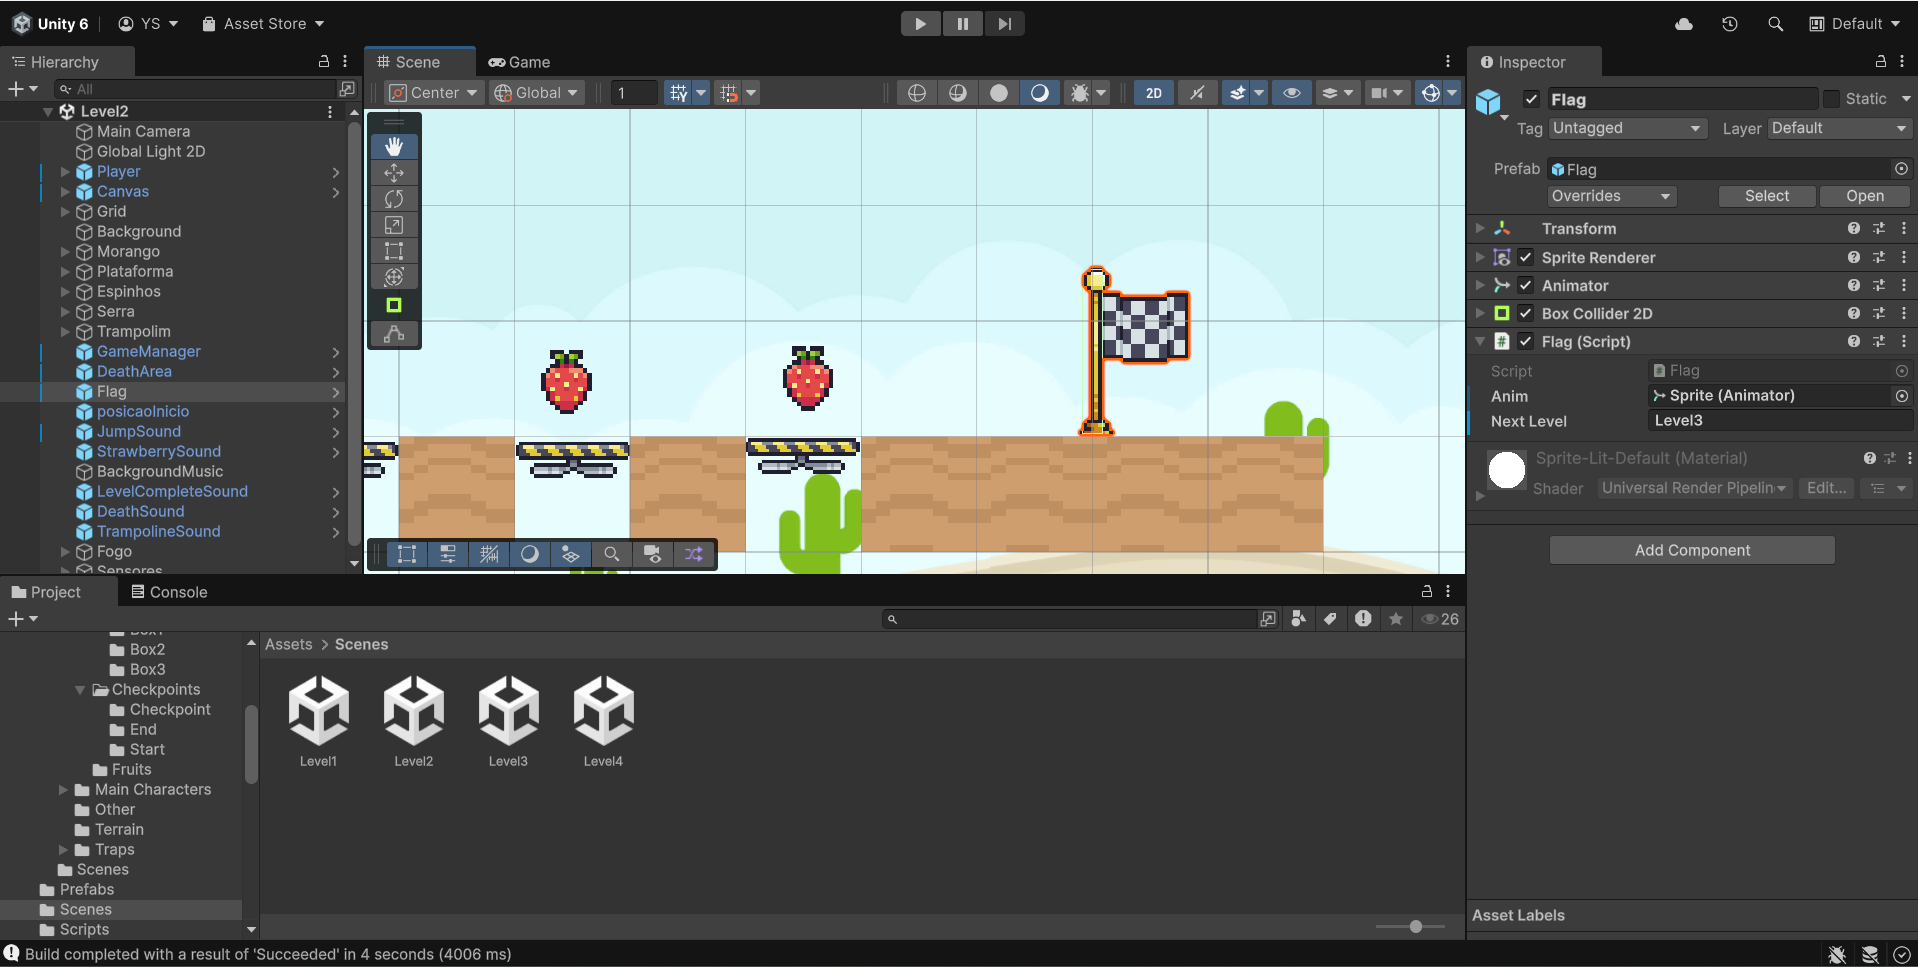 Unity 6 YS Asset Store Default
Hierarchy
All
Level2
Main Camera
Global Light 2D
Player
Canvas
Grid
Background
Morango
Plataforma
Espinhos
Serra
Trampolim
GameManager
DeathArea
Flag
posicaoInicio
JumpSound
StrawberrySound
BackgroundMusic
LevelCompleteSound
DeathSound
TrampolineSound
Fogo
Sensores
Scene Game
Center Global 1 2D
Inspector
Flag Static
Tag Untagged Layer Default
Prefab Flag
Overrides Select Open
Transform
Sprite Renderer
Animator
Box Collider 2D
Flag (Script)
Script Flag
Anim Sprite (Animator)
Next Level Level3
Sprite-Lit-Default (Material)
Shader Universal Render Pipelin Edit...
Add Component
Asset Labels
Project Console
26
Box1
Box2
Box3
Checkpoints
Checkpoint
End
Start
Fruits
Main Characters
Other
Terrain
Traps
Scenes
Prefabs
Scenes
Scripts
Assets > Scenes
Level1 Level2 Level3 Level4
Build completed with a result of 'Succeeded' in 4 seconds (4006 ms)